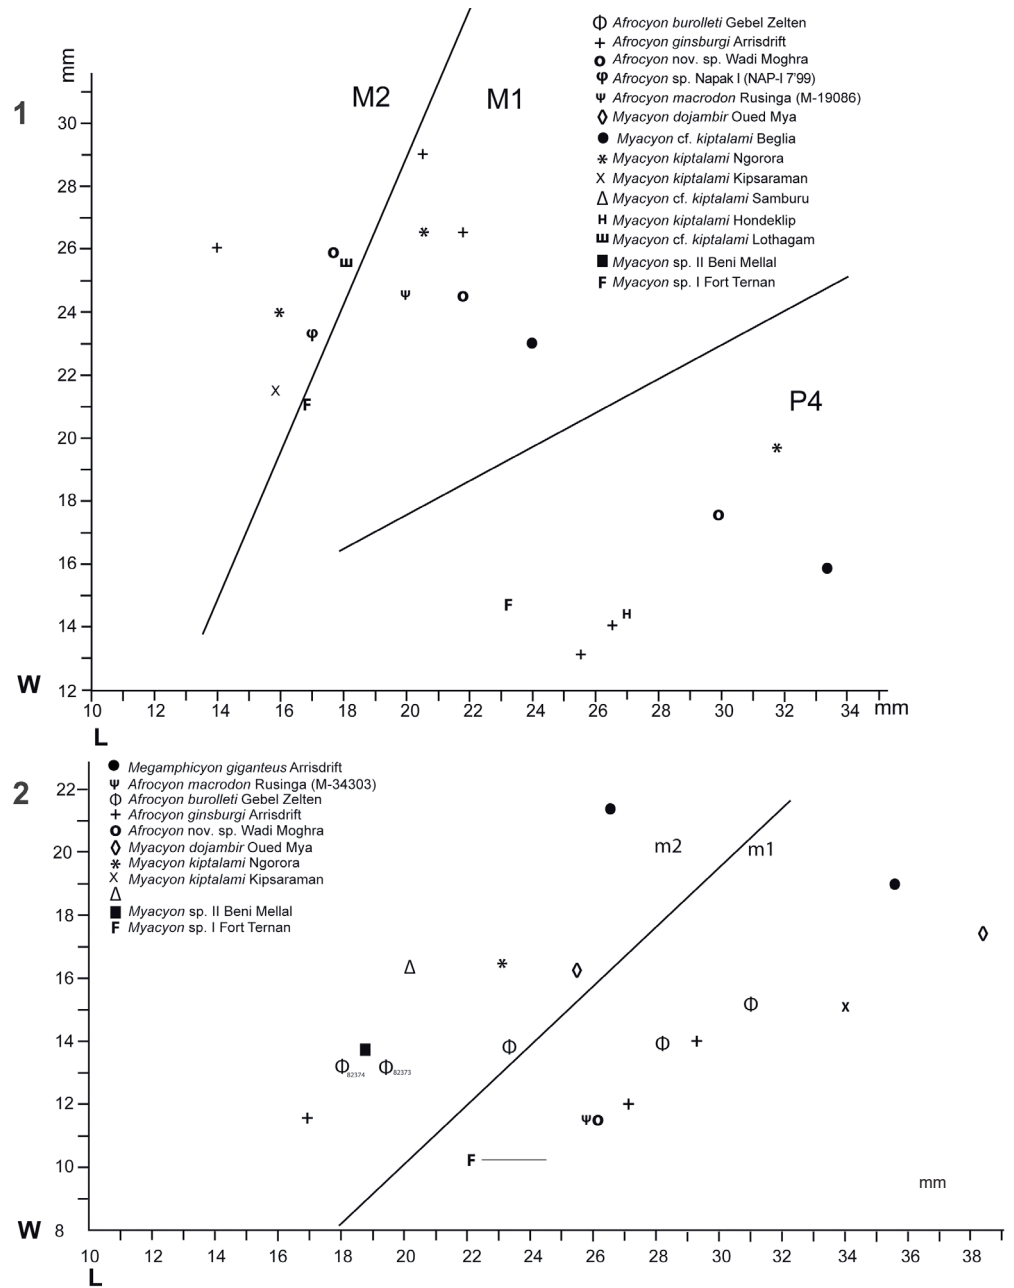 1
mm
M2
M1
Φ Afrocyon burolleti Gebel Zelten
+ Afrocyon ginsburgi Arrisdrift
o Afrocyon nov. sp. Wadi Moghra
φ Afrocyon sp. Napak I (NAP-I 7'99)
Ψ Afrocyon macrodon Rusinga (M-19086)
◊ Myacyon dojambir Oued Mya
● Myacyon cf. kiptalami Beglia
* Myacyon kiptalami Ngorora
X Myacyon kiptalami Kipsaraman
Δ Myacyon cf. kiptalami Samburu
H Myacyon kiptalami Hondeklip
Ш Myacyon cf. kiptalami Lothagam
■ Myacyon sp. II Beni Mellal
F Myacyon sp. I Fort Ternan
30
28
26
24
22
20
18
16
14
12
P4
W
10 12 14 16 18 20 22 24 26 28 30 32 34 mm
L
2
● Megamphicyon giganteus Arrisdrift
Ψ Afrocyon macrodon Rusinga (M-34303)
Φ Afrocyon burolleti Gebel Zelten
+ Afrocyon ginsburgi Arrisdrift
o Afrocyon nov. sp. Wadi Moghra
◊ Myacyon dojambir Oued Mya
* Myacyon kiptalami Ngorora
X Myacyon kiptalami Kipsaraman
Δ
■ Myacyon sp. II Beni Mellal
F Myacyon sp. I Fort Ternan
22
20
18
16
14
12
10
8
m2
m1
82374
82373
F
mm
W
10 12 14 16 18 20 22 24 26 28 30 32 34 36 38
L